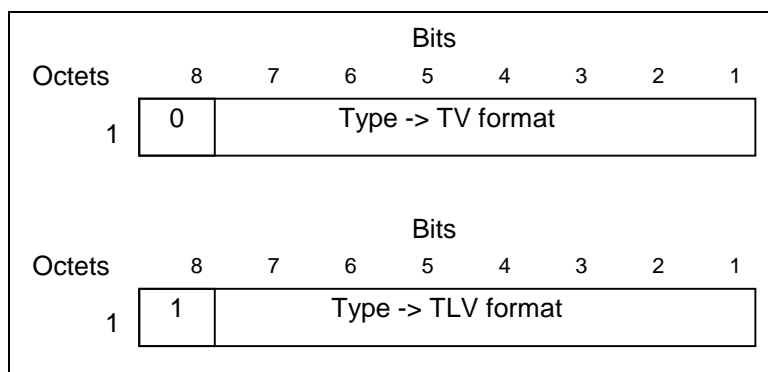 Bits
Octets 8 7 6 5 4 3 2 1
1 0 Type -> TV format
Bits
Octets 8 7 6 5 4 3 2 1
1 1 Type -> TLV format